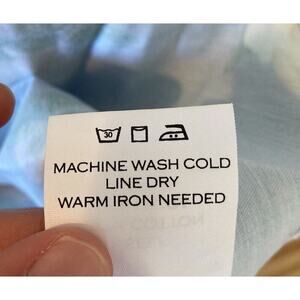 30
MACHINE WASH COLD
LINE DRY
WARM IRON NEEDED